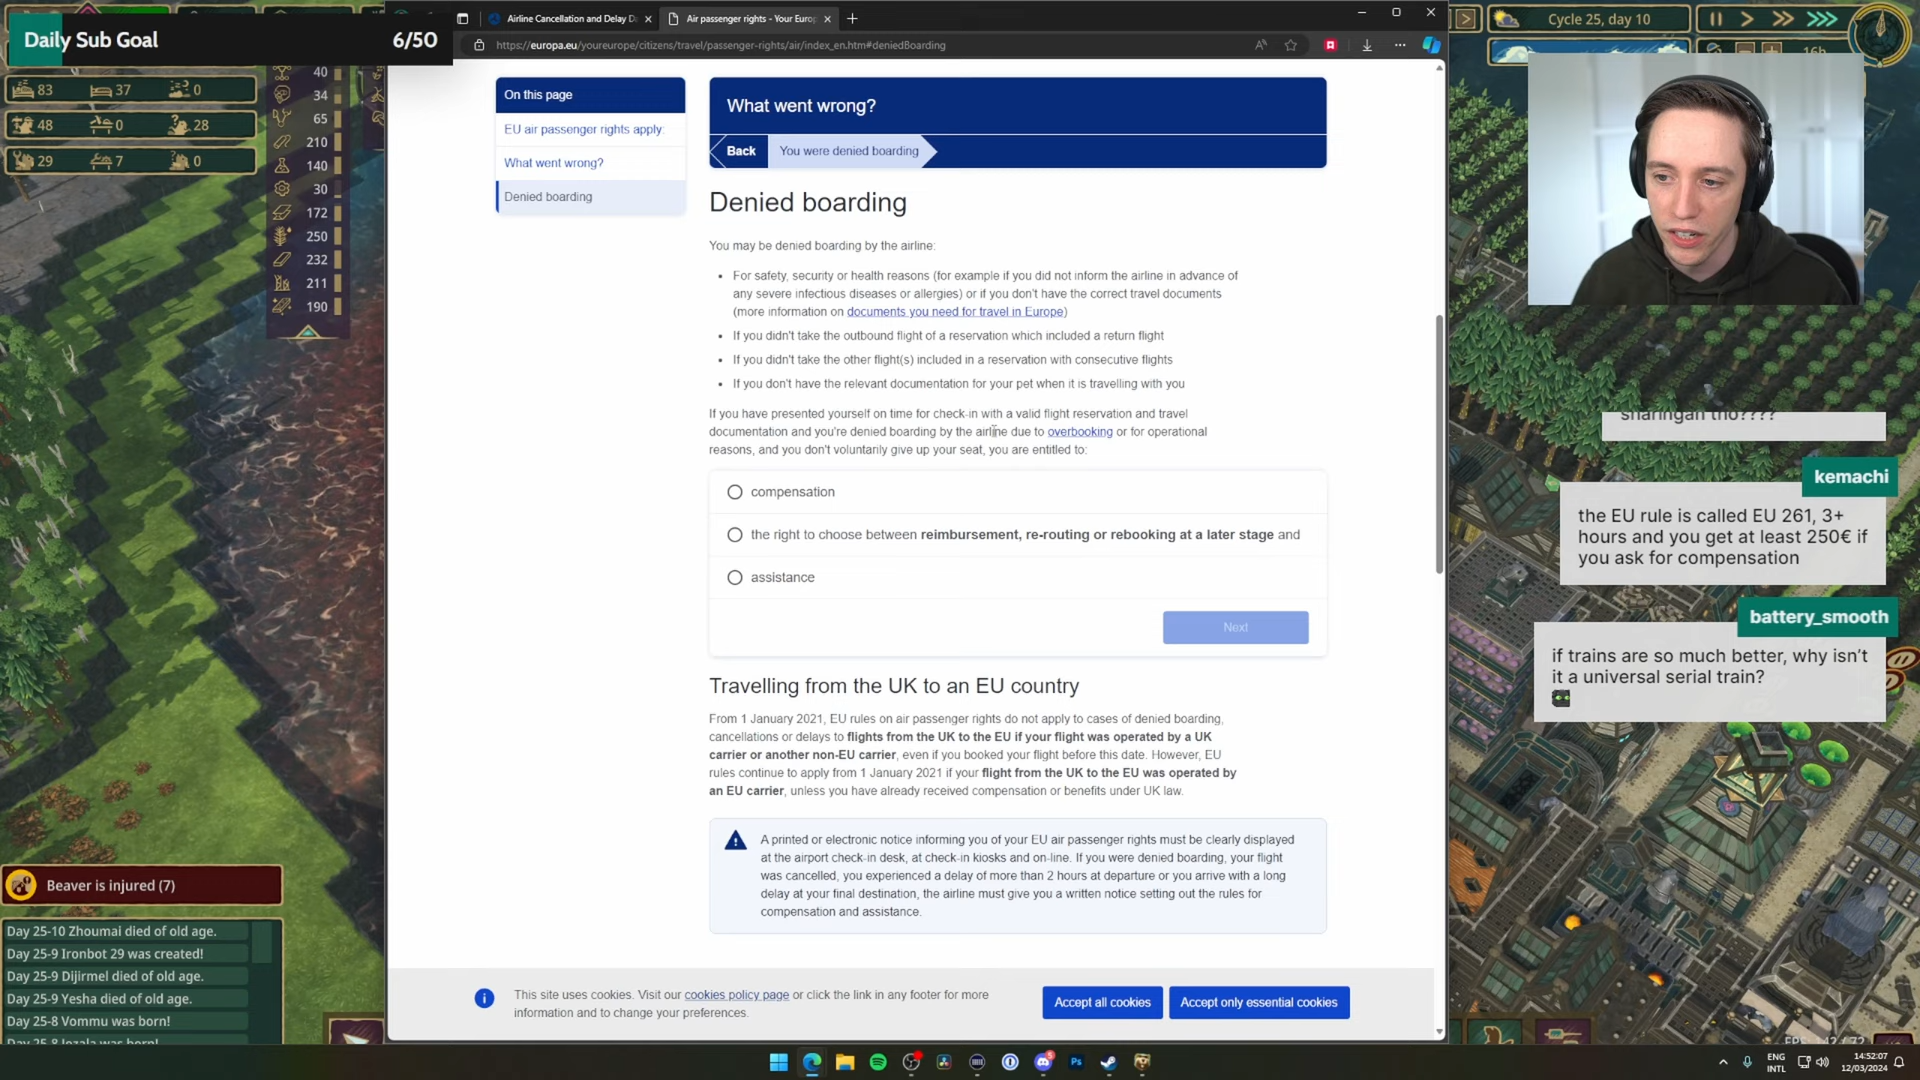 Daily Sub Goal
6/50
83
37
0
48
0
28
29
7
0
40
34
65
210
140
30
172
250
232
211
190
Airline Cancellation and Delay D
Air passenger rights - Your Euro
https://europa.eu/youreurope/citizens/travel/passenger-rights/air/index_en.htm#deniedBoarding
On this page
EU air passenger rights apply:
What went wrong?
Denied boarding
What went wrong?
Back
You were denied boarding
Denied boarding
You may be denied boarding by the airline:
For safety, security or health reasons (for example if you did not inform the airline in advance of
any severe infectious diseases or allergies) or if you don't have the correct travel documents
(more information on documents you need for travel in Europe)
If you didn't take the outbound flight of a reservation which included a return flight
If you didn't take the other flight(s) included in a reservation with consecutive flights
If you don't have the relevant documentation for your pet when it is travelling with you
If you have presented yourself on time for check-in with a valid flight reservation and travel
documentation and you're denied boarding by the airline due to overbooking or for operational
reasons, and you don't voluntarily give up your seat, you are entitled to:
compensation
the right to choose between reimbursement, re-routing or rebooking at a later stage and
assistance
Next
Travelling from the UK to an EU country
From 1 January 2021, EU rules on air passenger rights do not apply to cases of denied boarding,
cancellations or delays to flights from the UK to the EU if your flight was operated by a UK
carrier or another non-EU carrier, even if you booked your flight before this date. However, EU
rules continue to apply from 1 January 2021 if your flight from the UK to the EU was operated by
an EU carrier, unless you have already received compensation or benefits under UK law.
A printed or electronic notice informing you of your EU air passenger rights must be clearly displayed
at the airport check-in desk, at check-in kiosks and on-line. If you were denied boarding, your flight
was cancelled, you experienced a delay of more than 2 hours at departure or you arrive with a long
delay at your final destination, the airline must give you a written notice setting out the rules for
compensation and assistance.
This site uses cookies. Visit our cookies policy page or click the link in any footer for more
information and to change your preferences.
Accept all cookies
Accept only essential cookies
Cycle 25, day 10
16h
sharingan tho????
kemachi
the EU rule is called EU 261, 3+
hours and you get at least 250€ if
you ask for compensation
battery_smooth
if trains are so much better, why isn't
it a universal serial train?
Beaver is injured (7)
Day 25-10 Zhoumai died of old age.
Day 25-9 Ironbot 29 was created!
Day 25-9 Dijirmel died of old age.
Day 25-9 Yesha died of old age.
Day 25-8 Vommu was born!
ENG
INTL
14:52:07
12/03/2024